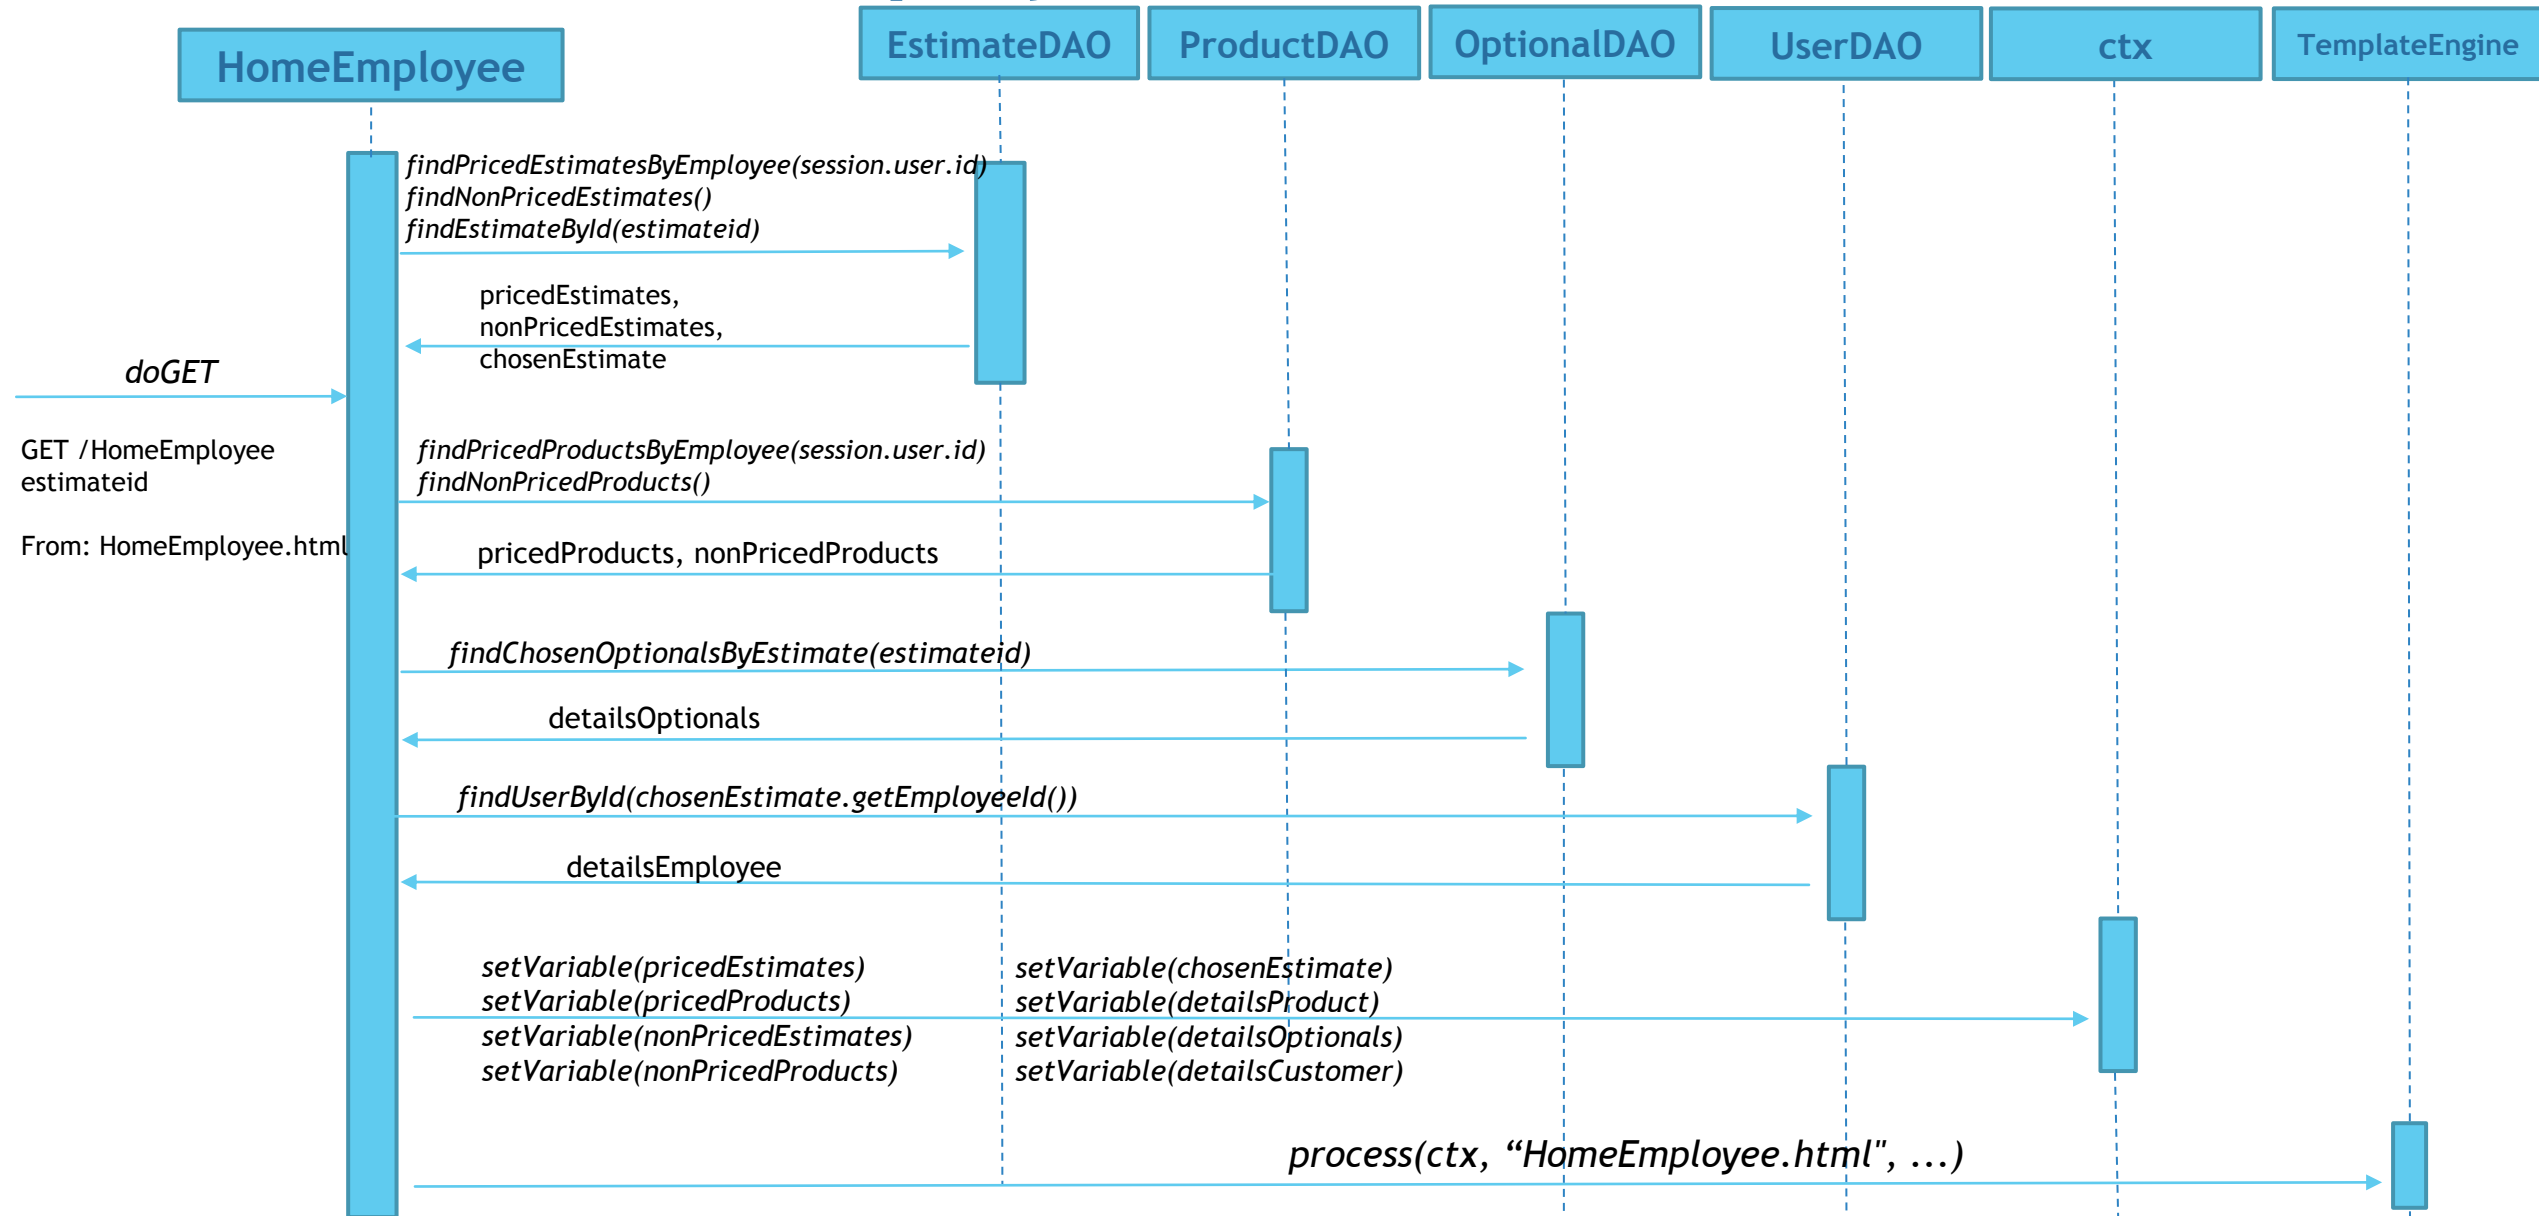 HomeEmployee
EstimateDAO
ProductDAO
OptionalDAO
UserDAO
ctx
TemplateEngine
findPricedEstimatesByEmployee(session.user.id)
findNonPricedEstimates()
findEstimateById(estimateid)
pricedEstimates,
nonPricedEstimates,
chosenEstimate
doGET
GET /HomeEmployee
estimateid
From: HomeEmployee.html
findPricedProductsByEmployee(session.user.id)
findNonPricedProducts()
pricedProducts, nonPricedProducts
findChosenOptionalsByEstimate(estimateid)
detailsOptionals
findUserById(chosenEstimate.getEmployeeId())
detailsEmployee
setVariable(pricedEstimates)
setVariable(pricedProducts)
setVariable(nonPricedEstimates)
setVariable(nonPricedProducts)
setVariable(chosenEstimate)
setVariable(detailsProduct)
setVariable(detailsOptionals)
setVariable(detailsCustomer)
process(ctx, “HomeEmployee.html", ...)